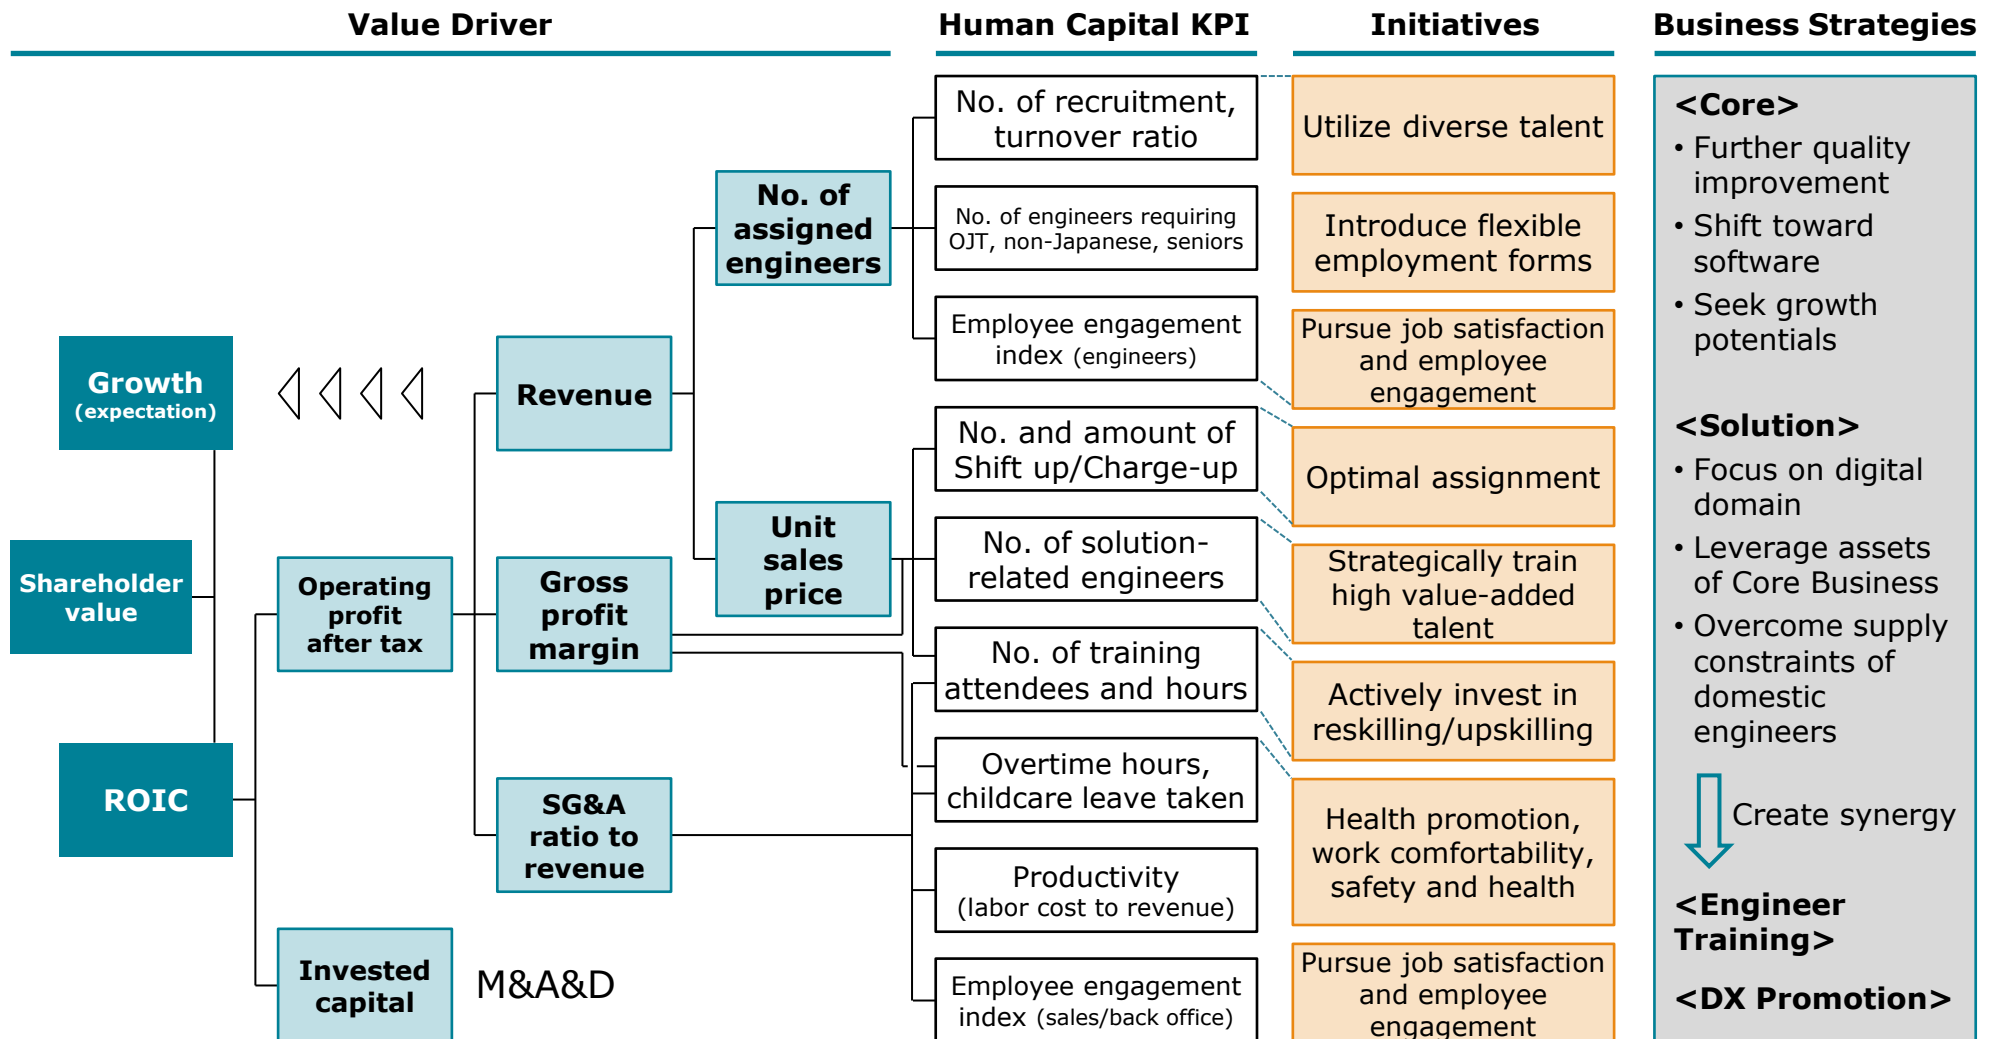 Value Driver
Human Capital KPI
Initiatives
Business Strategies
Shareholder
value
Growth
(expectation)
ROIC
Operating
profit
after tax
Invested
capital
M&A&D
Revenue
Gross
profit
margin
SG&A
ratio to
revenue
No. of
assigned
engineers
Unit
sales
price
No. of recruitment,
turnover ratio
No. of engineers requiring
OJT, non-Japanese, seniors
Employee engagement
index (engineers)
No. and amount of
Shift up/Charge-up
No. of solution-
related engineers
No. of training
attendees and hours
Overtime hours,
childcare leave taken
Productivity
(labor cost to revenue)
Employee engagement
index (sales/back office)
Utilize diverse talent
Introduce flexible
employment forms
Pursue job satisfaction
and employee
engagement
Optimal assignment
Strategically train
high value-added
talent
Actively invest in
reskilling/upskilling
Health promotion,
work comfortability,
safety and health
Pursue job satisfaction
and employee
engagement
<Core>
• Further quality
improvement
• Shift toward
software
• Seek growth
potentials
<Solution>
• Focus on digital
domain
• Leverage assets
of Core Business
• Overcome supply
constraints of
domestic
engineers
Create synergy
<Engineer
Training>
<DX Promotion>